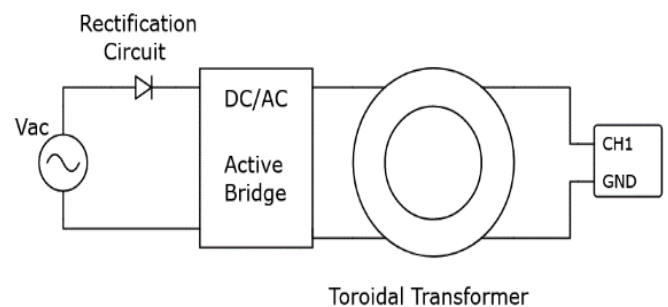 Rectification
Circuit
Vac
DC/AC
Active
Bridge
CH1
GND
Toroidal Transformer